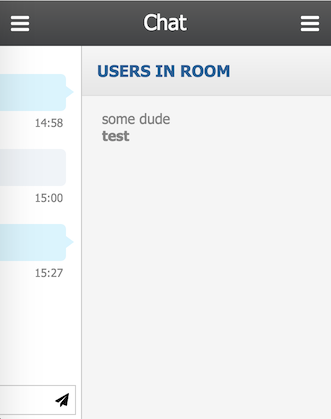 Chat
USERS IN ROOM
some dude
test
14:58
15:00
15:27